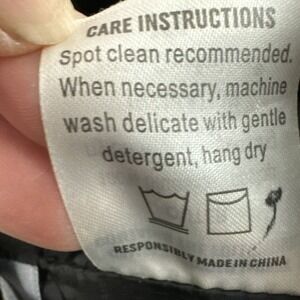 CARE INSTRUCTIONS
Spot clean recommended.
When necessary, machine
wash delicate with gentle
detergent, hang dry
RESPONSIBLY MADE IN CHINA